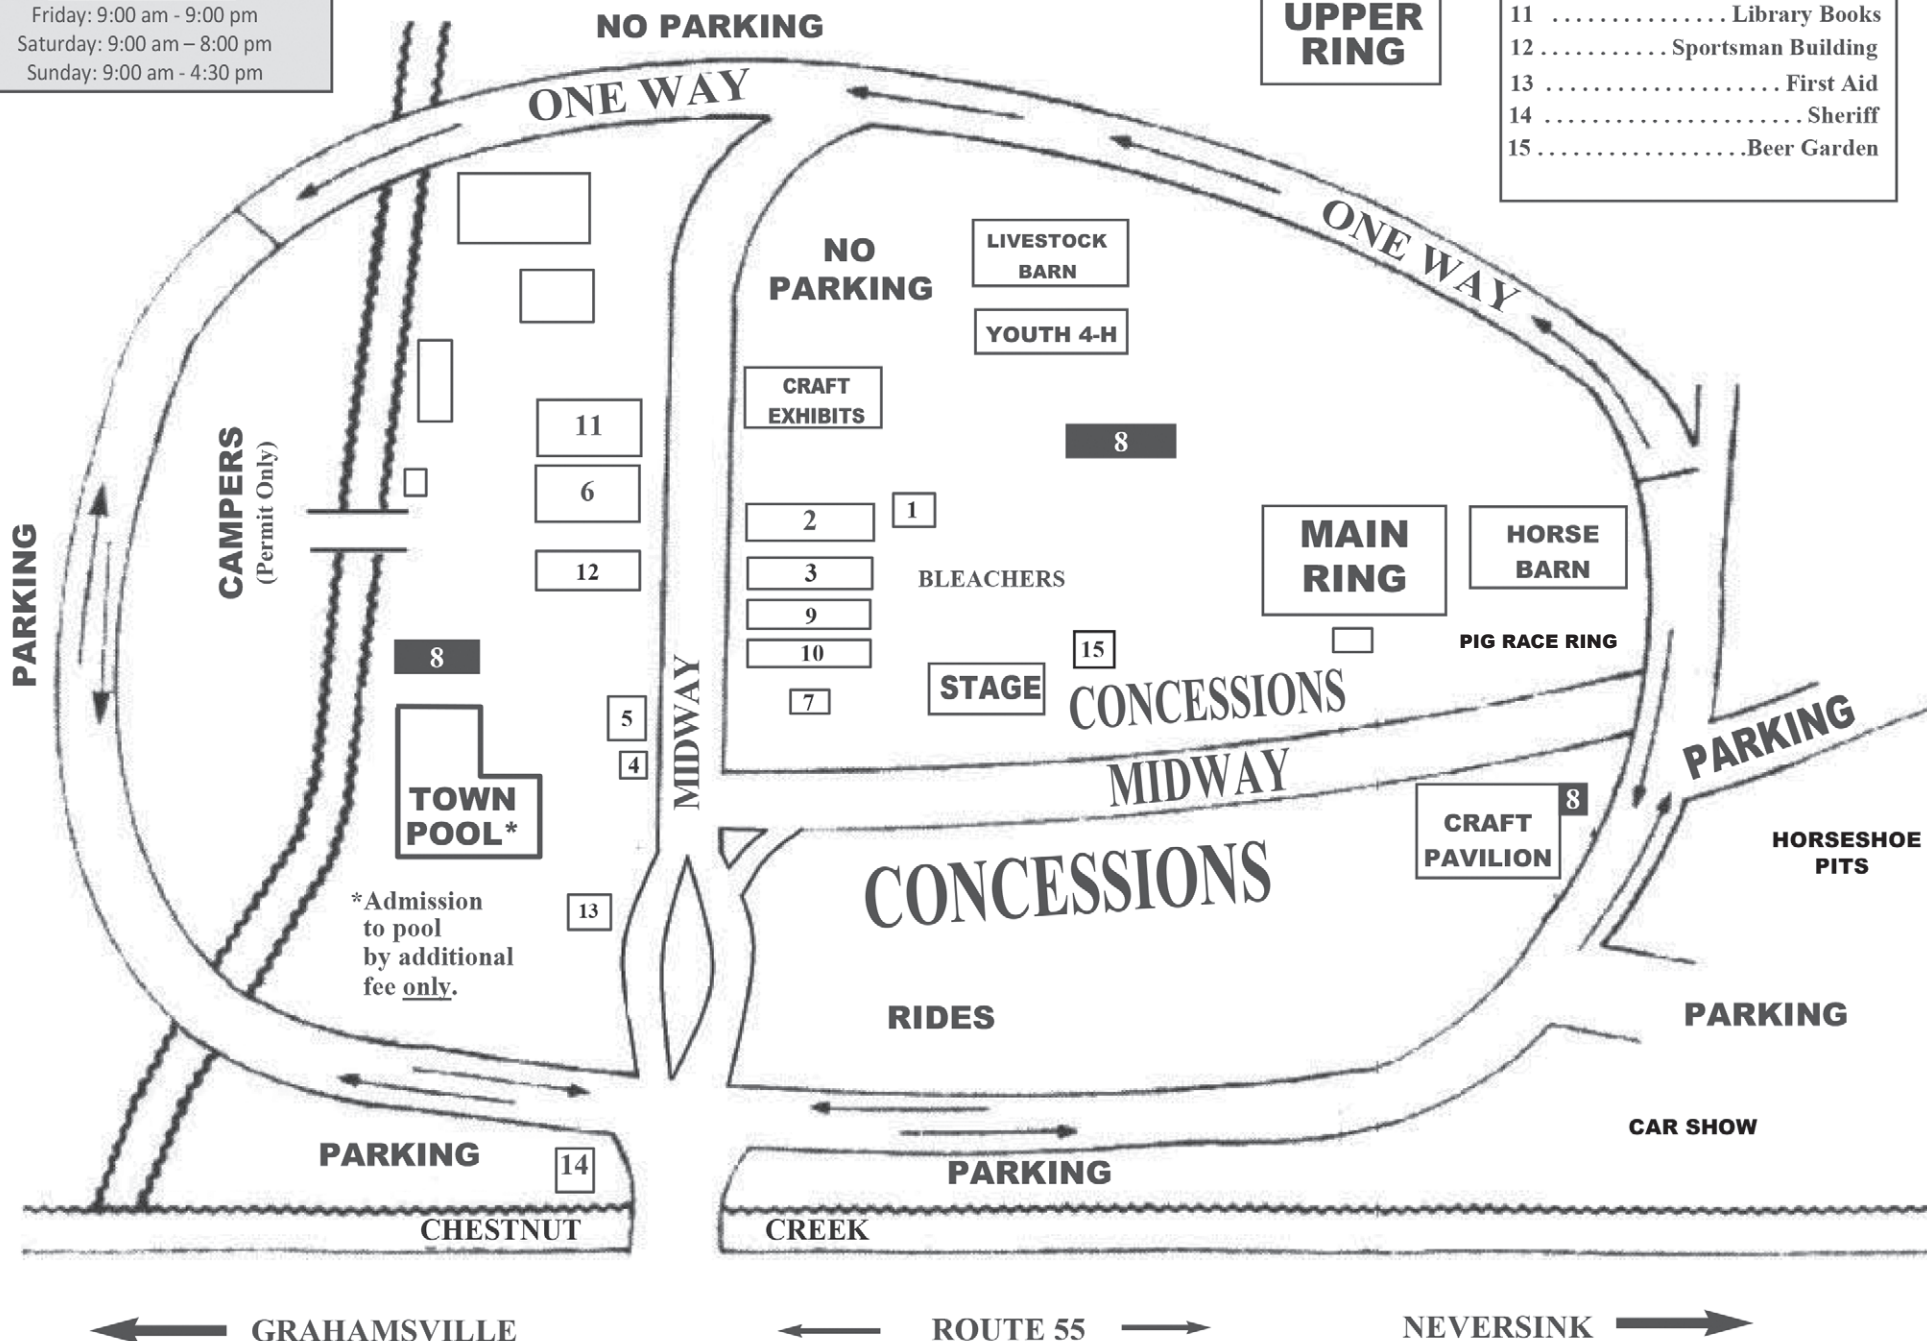 Friday: 9:00 am - 9:00 pm
Saturday: 9:00 am – 8:00 pm
Sunday: 9:00 am - 4:30 pm
NO PARKING
UPPER
RING
11 ............... Library Books
12 ........... Sportsman Building
13 .................... First Aid
14 ...................... Sheriff
15 ..................Beer Garden
ONE WAY
ONE WAY
NO
PARKING
LIVESTOCK
BARN
YOUTH 4-H
CRAFT
EXHIBITS
11
8
6
CAMPERS
(Permit Only)
PARKING
1
2
MAIN
RING
HORSE
BARN
12
3
BLEACHERS
9
10
15
PIG RACE RING
8
STAGE
CONCESSIONS
7
5
4
MIDWAY
MIDWAY
PARKING
TOWN
POOL*
8
CRAFT
PAVILION
HORSESHOE
PITS
CONCESSIONS
*Admission
to pool
by additional
fee only.
13
RIDES
PARKING
CAR SHOW
PARKING
14
PARKING
CHESTNUT CREEK
GRAHAMSVILLE ROUTE 55 NEVERSINK